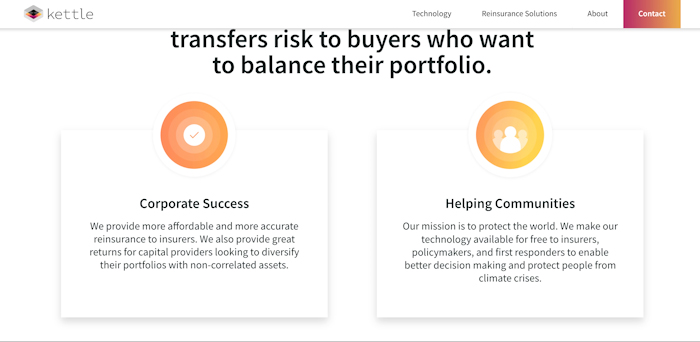 kettle
Technology
Reinsurance Solutions
About
Contact
transfers risk to buyers who want
to balance their portfolio.
Corporate Success
We provide more affordable and more accurate
reinsurance to insurers. We also provide great
returns for capital providers looking to diversify
their portfolios with non-correlated assets.
Helping Communities
Our mission is to protect the world. We make our
technology available for free to insurers,
policymakers, and first responders to enable
better decision making and protect people from
climate crises.